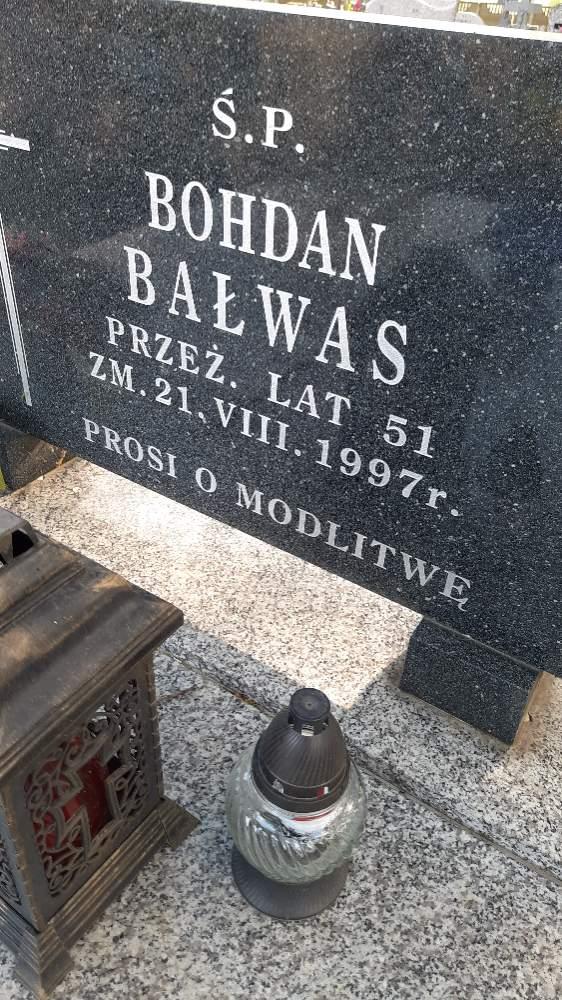 Ś.P.
BOHDAN
BAŁWAS
PRZEŻ. LAT 51
ZM. 21. VIII. 1997r.
PROSI O MODLITWĘ